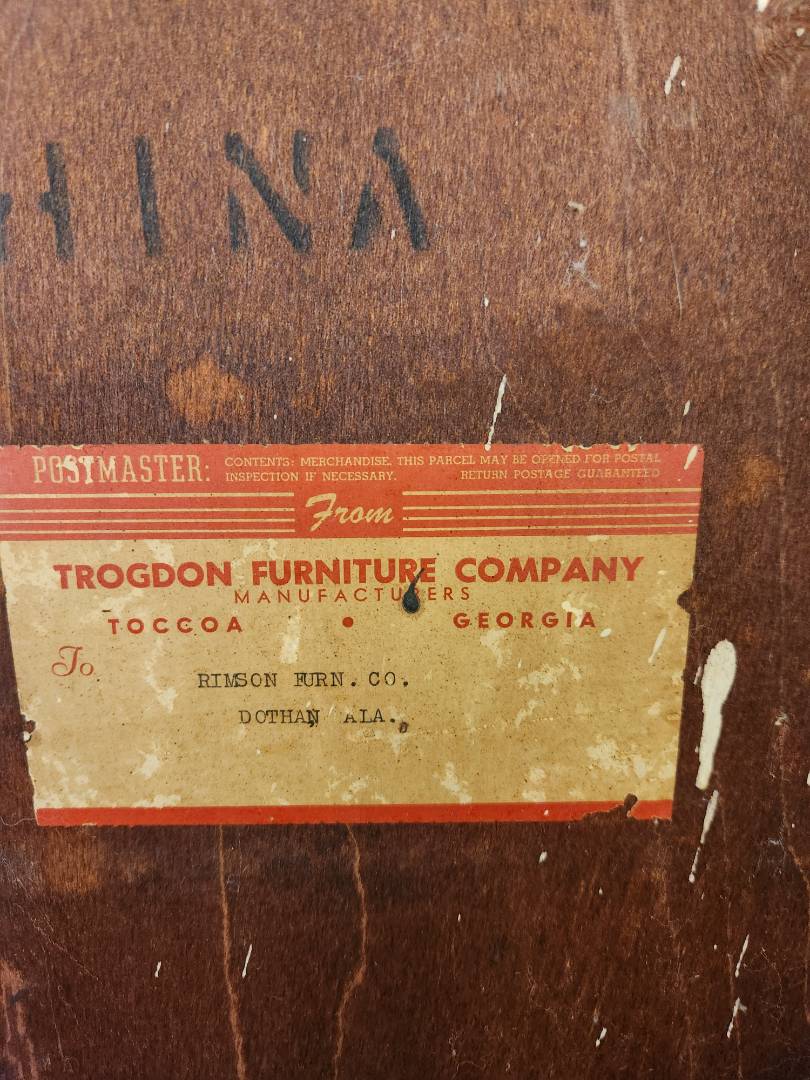 HINA
POSTMASTER: CONTENTS: MERCHANDISE. THIS PARCEL MAY BE OPENED FOR POSTAL
INSPECTION IF NECESSARY. RETURN POSTAGE GUARANTEED
From
TROGDON FURNITURE COMPANY
MANUFACTURERS
TOCCOA • GEORGIA
To
RIMSON FURN. CO.
DOTHAN, ALA.